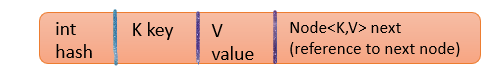 int
hash
K key
V
value
Node<K,V> next
(reference to next node)